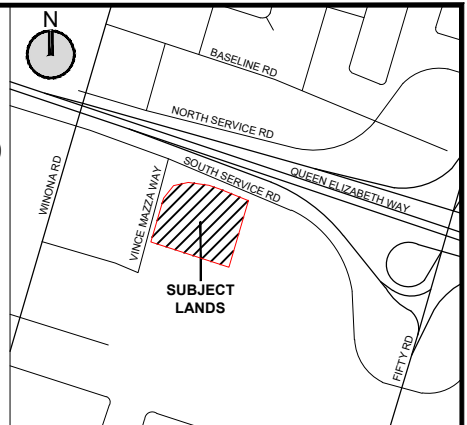 N
BASELINE RD
NORTH SERVICE RD
QUEEN ELIZABETH WAY
SOUTH SERVICE RD
WINONA RD
VINCE MAZZA WAY
SUBJECT
LANDS
FIFTY RD